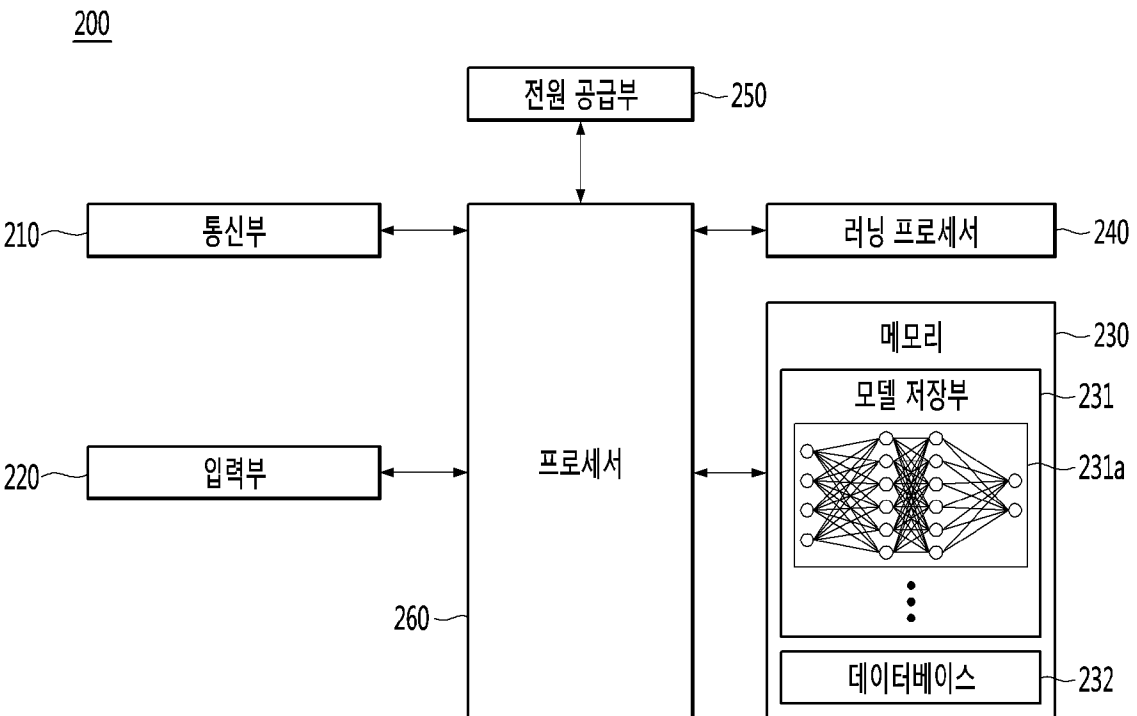 200
전원 공급부
250
210
통신부
러닝 프로세서
240
메모리
230
모델 저장부
231
220
입력부
프로세서
231a
260
데이터베이스
232